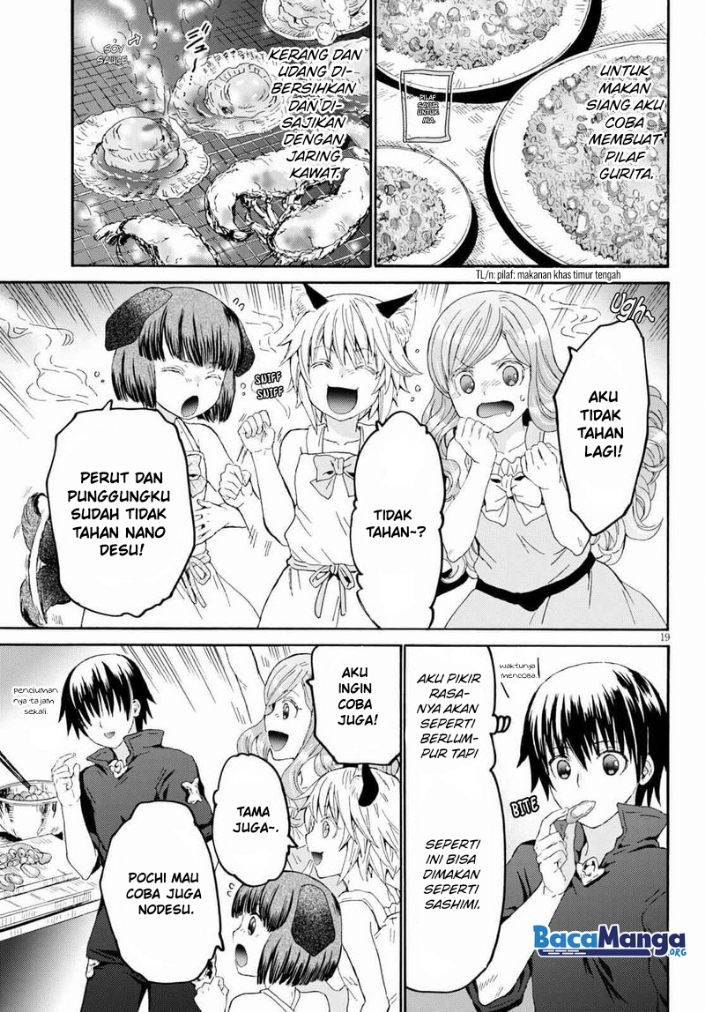 UNTUK
MAKAN
SIANG AKU
COBA
MEMBUAT
PILAF
GURITA.
PILAF
SAYUR
UNTUK
MIA.
KERANG DAN
UDANG DI-
BERSIHKAN
DAN DI-
SAJIKAN
DENGAN
JARING
KAWAT.
SOY
SAUCE
TL/n: pilaf: makanan khas timur tengah
ugh~
AKU
TIDAK
TAHAN
LAGI!
SNIFF
SNIFF
TIDAK
TAHAN~?
PERUT DAN
PUNGGUNGKU
SUDAH TIDAK
TAHAN NANO
DESU!
19
waktunya
mencoba.
AKU PIKIR
RASA-
NYA AKAN
SEPERTI
BERLUM-
PUR TAPI
BITE
SEPERTI
INI BISA
DIMAKAN
SEPERTI
SASHIMI.
AKU
INGIN
COBA
JUGA!
penciuman
nya tajam
sekali.
TAMA
JUGA~.
POCHI MAU
COBA JUGA
NODESU.
BacaManga
.ORG